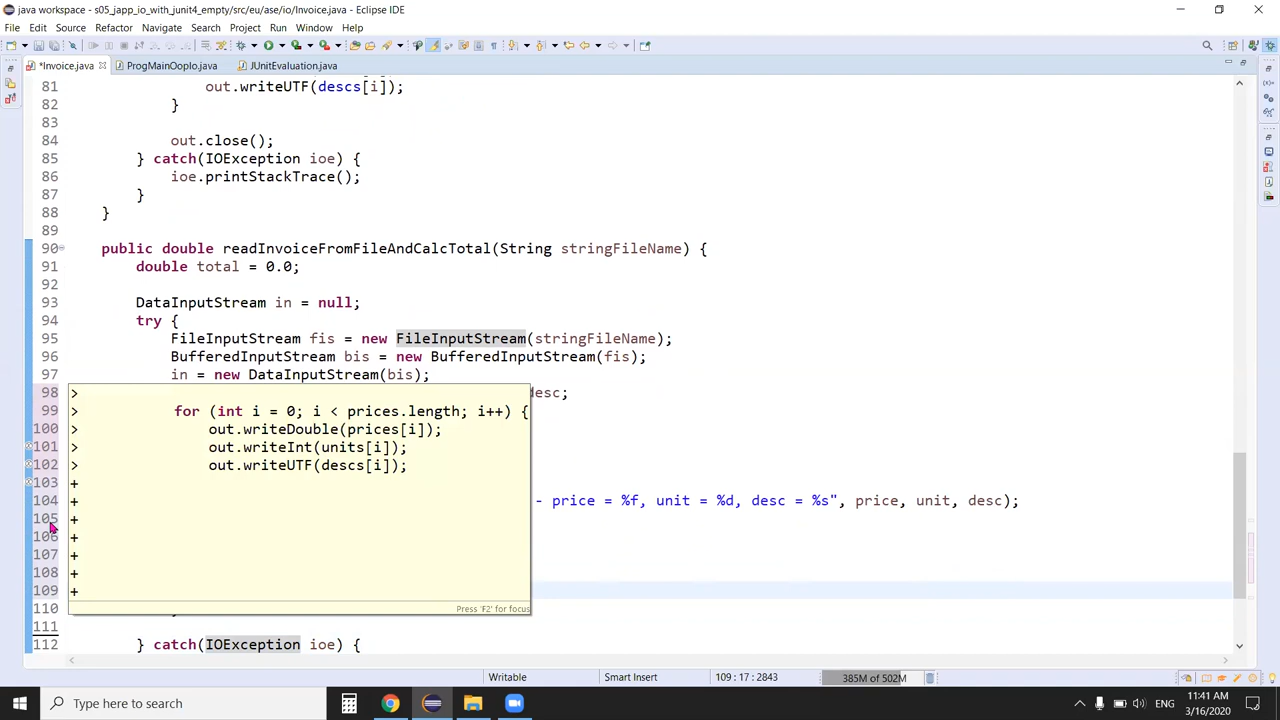 java workspace - s05_japp_io_with_junit4_empty/src/eu/ase/io/Invoice.java - Eclipse IDE
File Edit Source Refactor Navigate Search Project Run Window Help
*Invoice.java ProgMainOopIo.java JUnitEvaluation.java
81 out.writeUTF(descs[i]);
82 }
83
84 out.close();
85 } catch(IOException ioe) {
86 ioe.printStackTrace();
87 }
88 }
89
90 public double readInvoiceFromFileAndCalcTotal(String stringFileName) {
91 double total = 0.0;
92
93 DataInputStream in = null;
94 try {
95 FileInputStream fis = new FileInputStream(stringFileName);
96 BufferedInputStream bis = new BufferedInputStream(fis);
97 in = new DataInputStream(bis);
98 > desc;
99 > for (int i = 0; i < prices.length; i++) {
100 > out.writeDouble(prices[i]);
101 > out.writeInt(units[i]);
102 > out.writeUTF(descs[i]);
103 +
104 + - price = %f, unit = %d, desc = %s", price, unit, desc);
105 +
106 +
107 +
108 +
109 +
110 Press 'F2' for focus
111
112 } catch(IOException ioe) {
Writable Smart Insert 109 : 17 : 2843 385M of 502M
Type here to search ENG 11:41 AM
3/16/2020